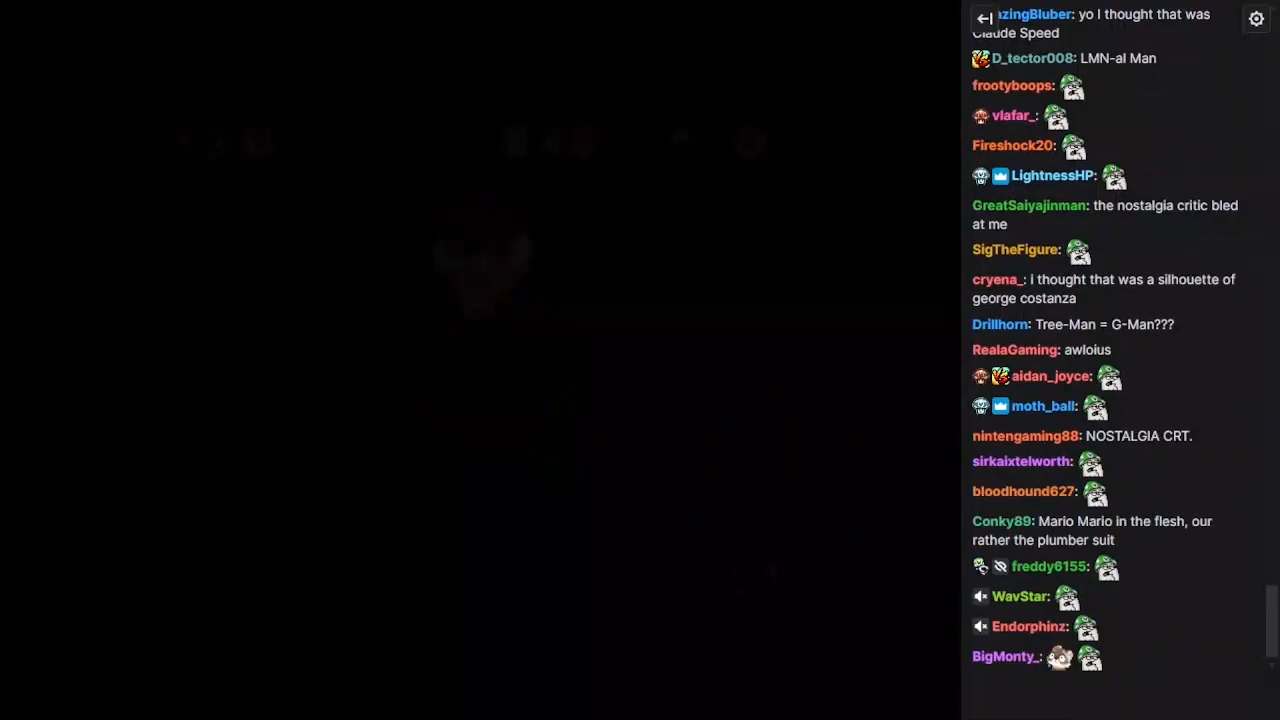 azingBluber: yo I thought that was
Claude Speed
D_tector008: LMN-al Man
frootyboops:
vlafar_:
Fireshock20:
LightnessHP:
GreatSaiyajinman: the nostalgia critic bled
at me
SigTheFigure:
cryena_: i thought that was a silhouette of
george costanza
Drillhorn: Tree-Man = G-Man???
RealaGaming: awloius
aidan_joyce:
moth_ball:
nintengaming88: NOSTALGIA CRT.
sirkaixtelworth:
bloodhound627:
Conky89: Mario Mario in the flesh, our
rather the plumber suit
freddy6155:
WavStar:
Endorphinz:
BigMonty_: